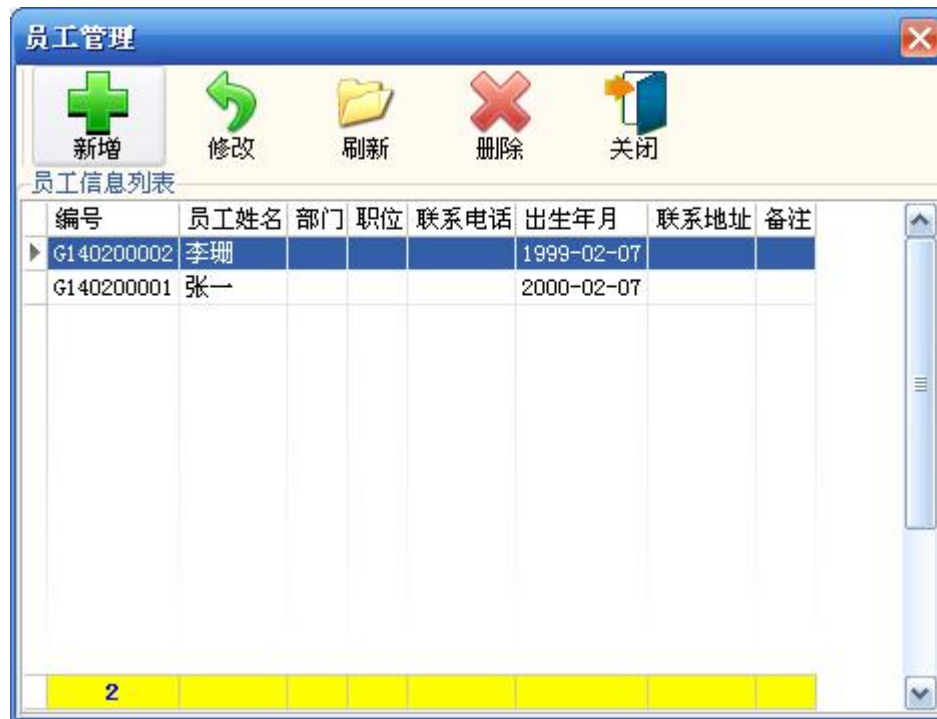 员工管理
新增 修改 刷新 删除 关闭
员工信息列表
编号 员工姓名 部门 职位 联系电话 出生年月 联系地址 备注
G140200002 李珊 1999-02-07
G140200001 张一 2000-02-07
2